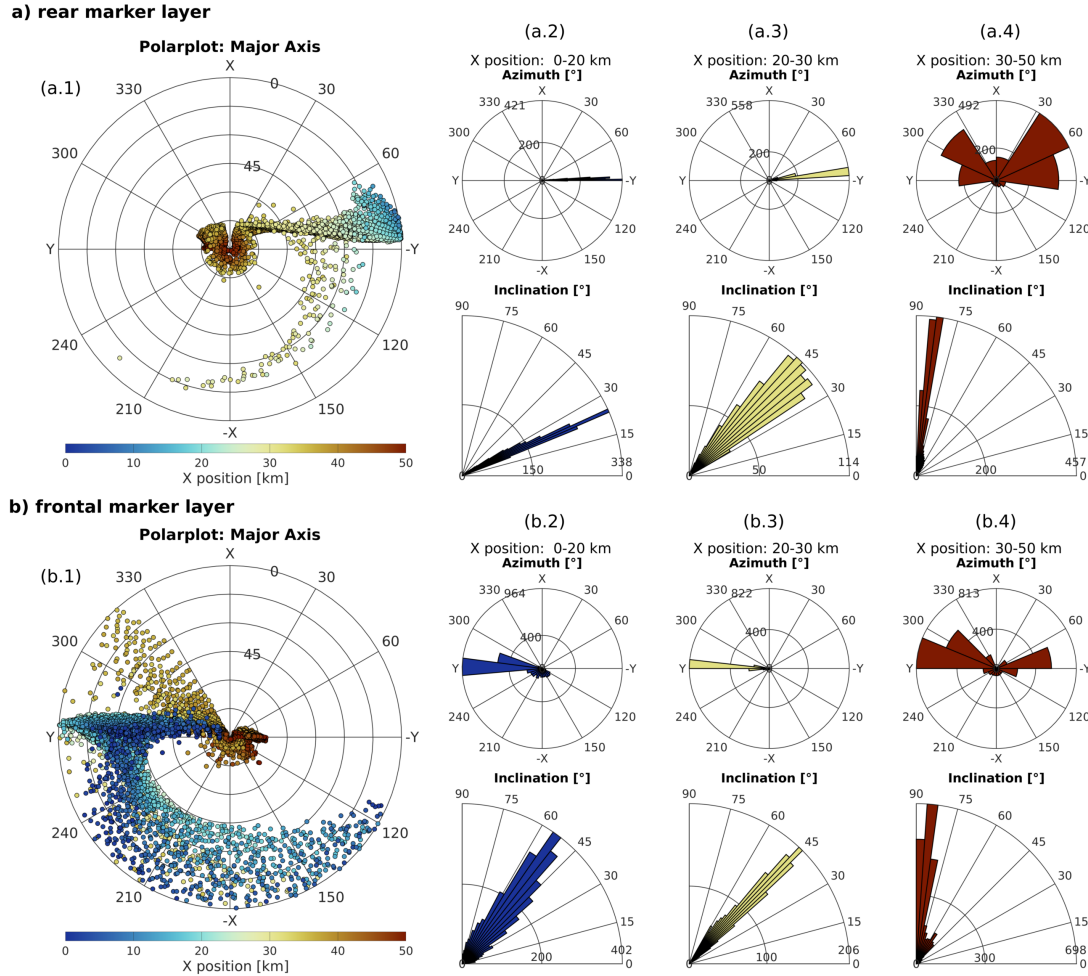 a) rear marker layer
Polarplot: Major Axis
(a.1)
X
0
30
60
-Y
120
150
-X
210
240
Y
300
330
45
0 10 20 30 40 50
X position [km]
(a.2)
X position: 0-20 km
Azimuth [°]
X
30
60
-Y
120
150
-X
210
240
Y
300
330
421
200
0
Inclination [°]
90
75
60
45
30
15
0
150
338
0
(a.3)
X position: 20-30 km
Azimuth [°]
X
30
60
-Y
120
150
-X
210
240
Y
300
330
558
200
0
Inclination [°]
90
75
60
45
30
15
0
50
114
0
(a.4)
X position: 30-50 km
Azimuth [°]
X
30
60
-Y
120
150
-X
210
240
Y
300
330
492
200
Inclination [°]
90
75
60
45
30
15
0
200
457
0
b) frontal marker layer
Polarplot: Major Axis
(b.1)
X
0
30
60
-Y
120
150
-X
210
240
Y
300
330
45
0 10 20 30 40 50
X position [km]
(b.2)
X position: 0-20 km
Azimuth [°]
X
30
60
-Y
120
150
-X
210
240
Y
300
330
964
400
0
Inclination [°]
90
75
60
45
30
15
0
200
402
0
(b.3)
X position: 20-30 km
Azimuth [°]
X
30
60
-Y
120
150
-X
210
240
Y
300
330
822
400
0
Inclination [°]
90
75
60
45
30
15
0
100
206
0
(b.4)
X position: 30-50 km
Azimuth [°]
X
30
60
-Y
120
150
-X
210
240
Y
300
330
813
400
Inclination [°]
90
75
60
45
30
15
0
300
698
0